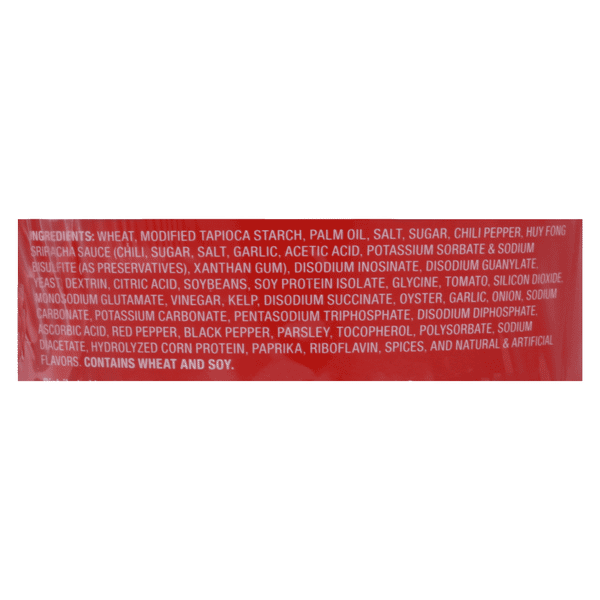 INGREDIENTS: WHEAT, MODIFIED TAPIOCA STARCH, PALM OIL, SALT, SUGAR, CHILI PEPPER, HUY FONG
SRIRACHA SAUCE (CHILI, SUGAR, SALT, GARLIC, ACETIC ACID, POTASSIUM SORBATE & SODIUM
BISULFITE (AS PRESERVATIVES), XANTHAN GUM), DISODIUM INOSINATE, DISODIUM GUANYLATE,
YEAST, DEXTRIN, CITRIC ACID, SOYBEANS, SOY PROTEIN ISOLATE, GLYCINE, TOMATO, SILICON DIOXIDE,
MONOSODIUM GLUTAMATE, VINEGAR, KELP, DISODIUM SUCCINATE, OYSTER, GARLIC, ONION, SODIUM
CARBONATE, POTASSIUM CARBONATE, PENTASODIUM TRIPHOSPHATE, DISODIUM DIPHOSPHATE,
ASCORBIC ACID, RED PEPPER, BLACK PEPPER, PARSLEY, TOCOPHEROL, POLYSORBATE, SODIUM
DIACETATE, HYDROLYZED CORN PROTEIN, PAPRIKA, RIBOFLAVIN, SPICES, AND NATURAL & ARTIFICIAL
FLAVORS. CONTAINS WHEAT AND SOY.